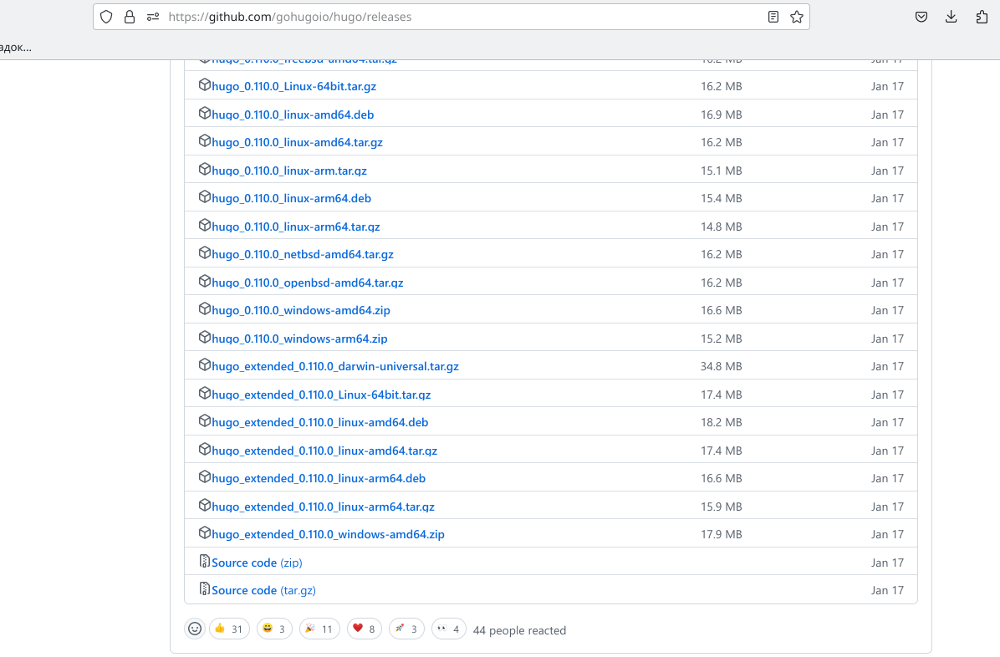 https://github.com/gohugoio/hugo/releases
адок...
hugo_0.110.0_freebsd-amd64.tar.gz 16.2 MB Jan 17
hugo_0.110.0_Linux-64bit.tar.gz 16.2 MB Jan 17
hugo_0.110.0_linux-amd64.deb 16.9 MB Jan 17
hugo_0.110.0_linux-amd64.tar.gz 16.2 MB Jan 17
hugo_0.110.0_linux-arm.tar.gz 15.1 MB Jan 17
hugo_0.110.0_linux-arm64.deb 15.4 MB Jan 17
hugo_0.110.0_linux-arm64.tar.gz 14.8 MB Jan 17
hugo_0.110.0_netbsd-amd64.tar.gz 16.2 MB Jan 17
hugo_0.110.0_openbsd-amd64.tar.gz 16.2 MB Jan 17
hugo_0.110.0_windows-amd64.zip 16.6 MB Jan 17
hugo_0.110.0_windows-arm64.zip 15.2 MB Jan 17
hugo_extended_0.110.0_darwin-universal.tar.gz 34.8 MB Jan 17
hugo_extended_0.110.0_Linux-64bit.tar.gz 17.4 MB Jan 17
hugo_extended_0.110.0_linux-amd64.deb 18.2 MB Jan 17
hugo_extended_0.110.0_linux-amd64.tar.gz 17.4 MB Jan 17
hugo_extended_0.110.0_linux-arm64.deb 16.6 MB Jan 17
hugo_extended_0.110.0_linux-arm64.tar.gz 15.9 MB Jan 17
hugo_extended_0.110.0_windows-amd64.zip 17.9 MB Jan 17
Source code (zip) Jan 17
Source code (tar.gz) Jan 17
31 3 11 8 3 4 44 people reacted